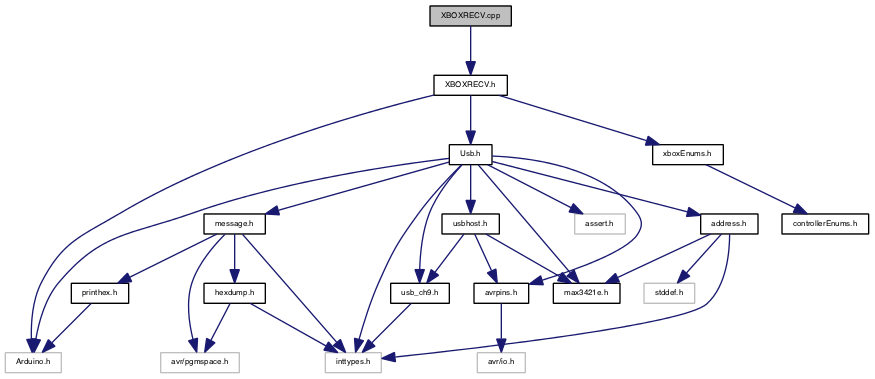 XBOXRECV.cpp
XBOXRECV.h
Usb.h
xboxEnums.h
message.h
usbhost.h
assert.h
address.h
controllerEnums.h
printhex.h
hexdump.h
usb_ch9.h
avrpins.h
max3421e.h
stddef.h
Arduino.h
avr/pgmspace.h
inttypes.h
avr/io.h